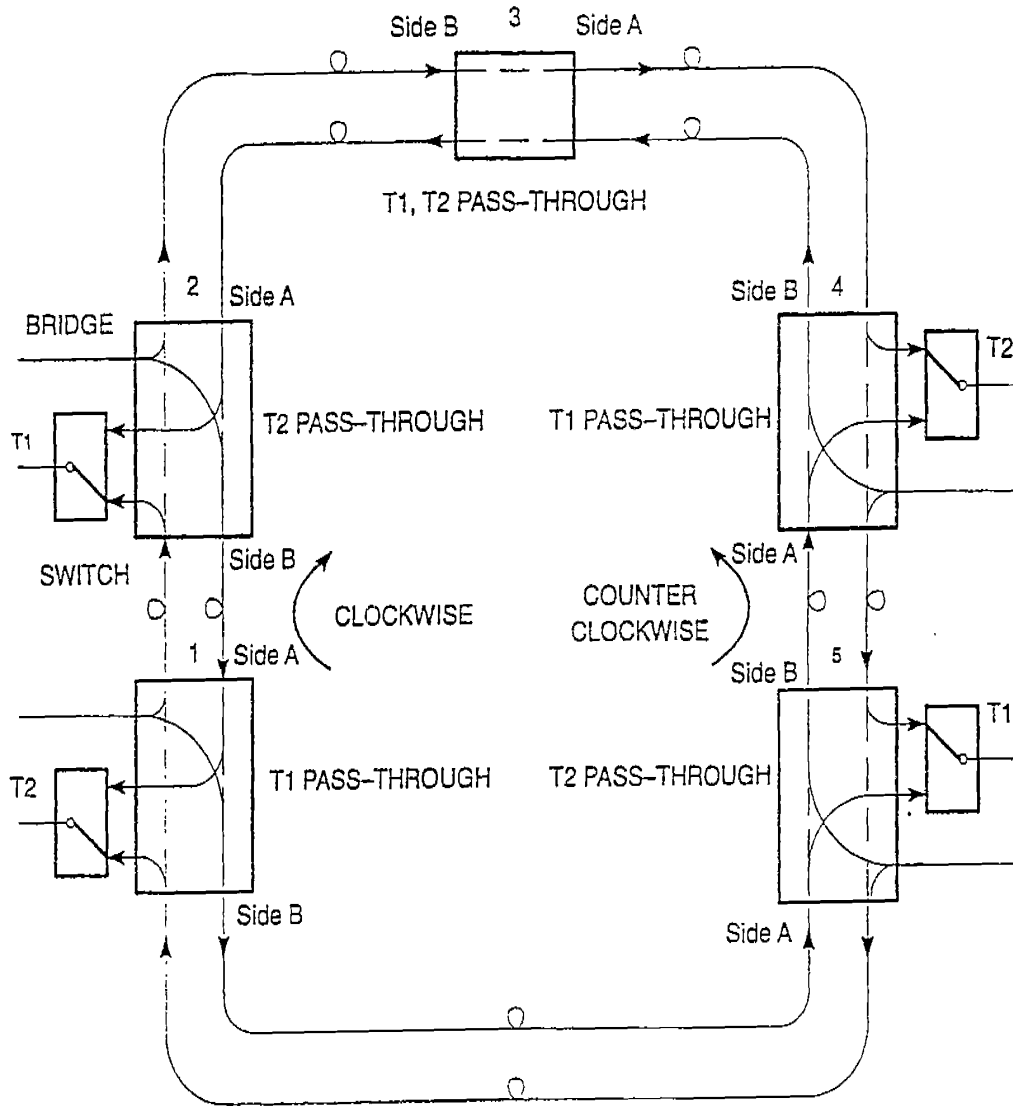 Side B 3 Side A
T1, T2 PASS–THROUGH
2 Side A
Side B 4
BRIDGE
T2
T2 PASS–THROUGH
T1 PASS–THROUGH
T1
Side B
Side A
SWITCH
CLOCKWISE
COUNTER
CLOCKWISE
1 Side A
Side B 5
T1
T1 PASS–THROUGH
T2 PASS–THROUGH
T2
Side B
Side A